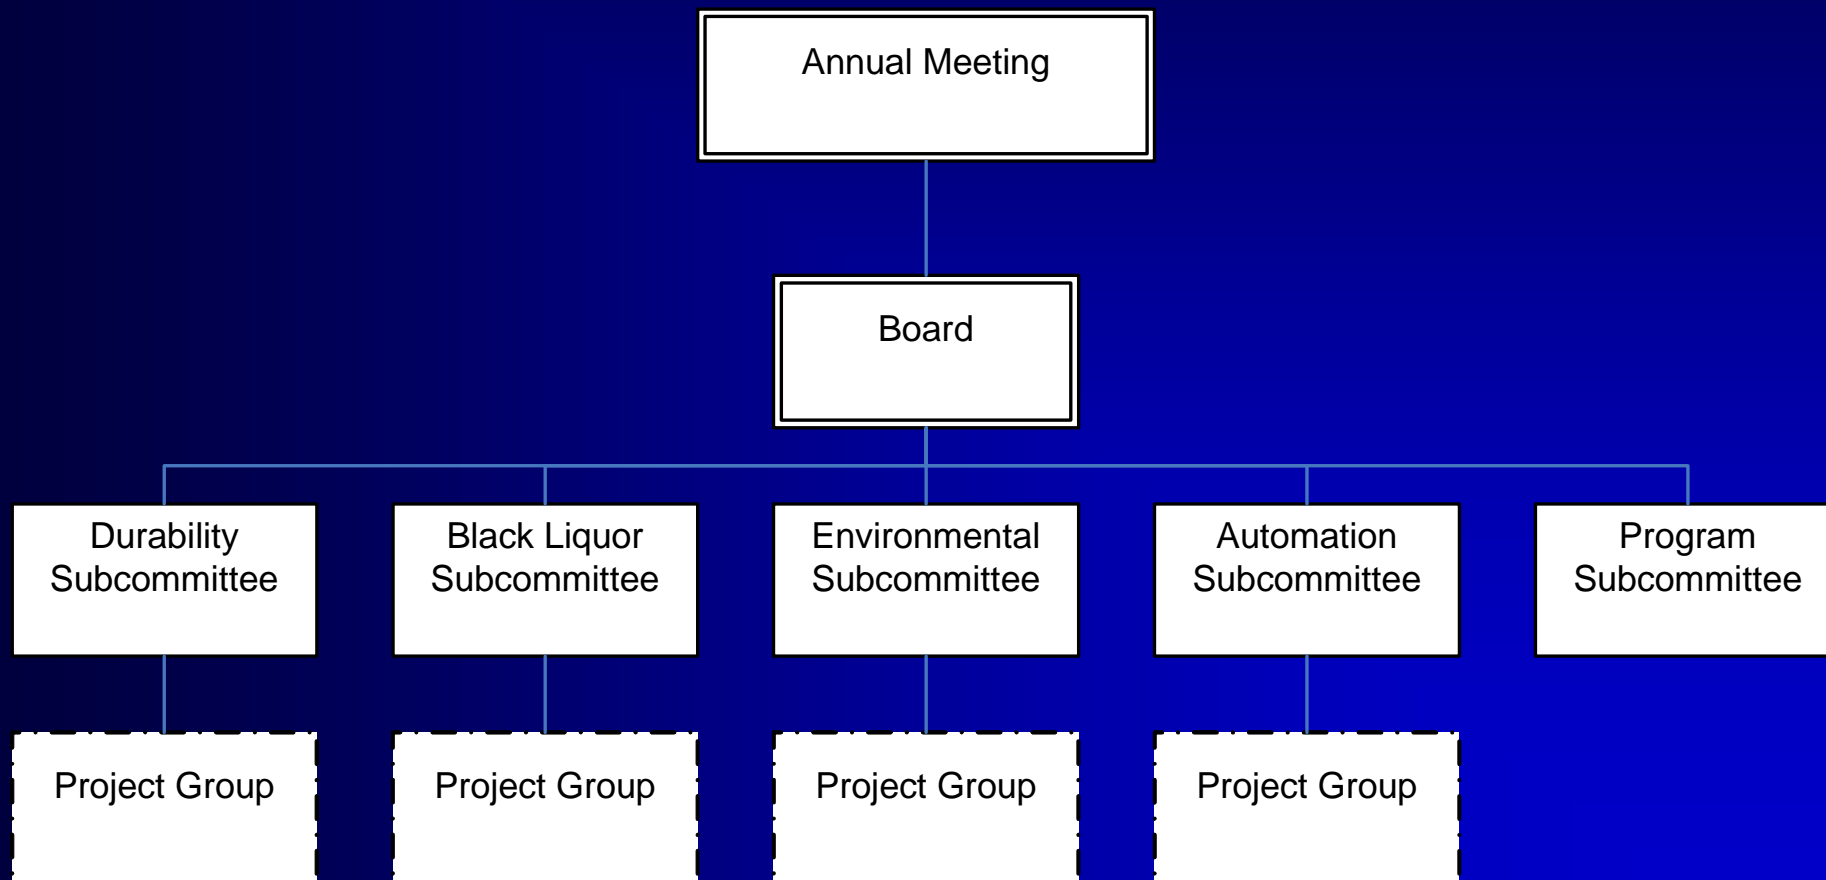 Annual Meeting
Board
Durability
Subcommittee
Black Liquor
Subcommittee
Environmental
Subcommittee
Automation
Subcommittee
Program
Subcommittee
Project Group
Project Group
Project Group
Project Group